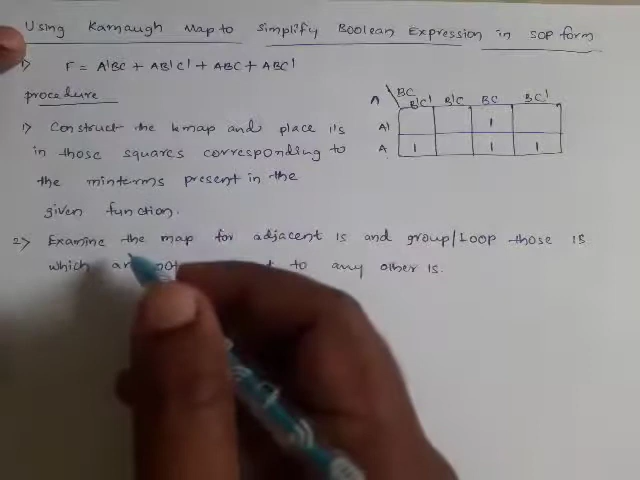 Using Karnaugh Map to Simplify Boolean Expression in SOP form
1) F = A'BC + AB'C' + ABC + ABC'
procedure
A BC
B'C' B'C BC BC'
A' 1
A 1 1 1
1) Construct the kmap and place 1s
in those squares corresponding to
the minterms present in the
given function.
2) Examine the map for adjacent 1s and group/Loop those 1s
which to any other 1s.